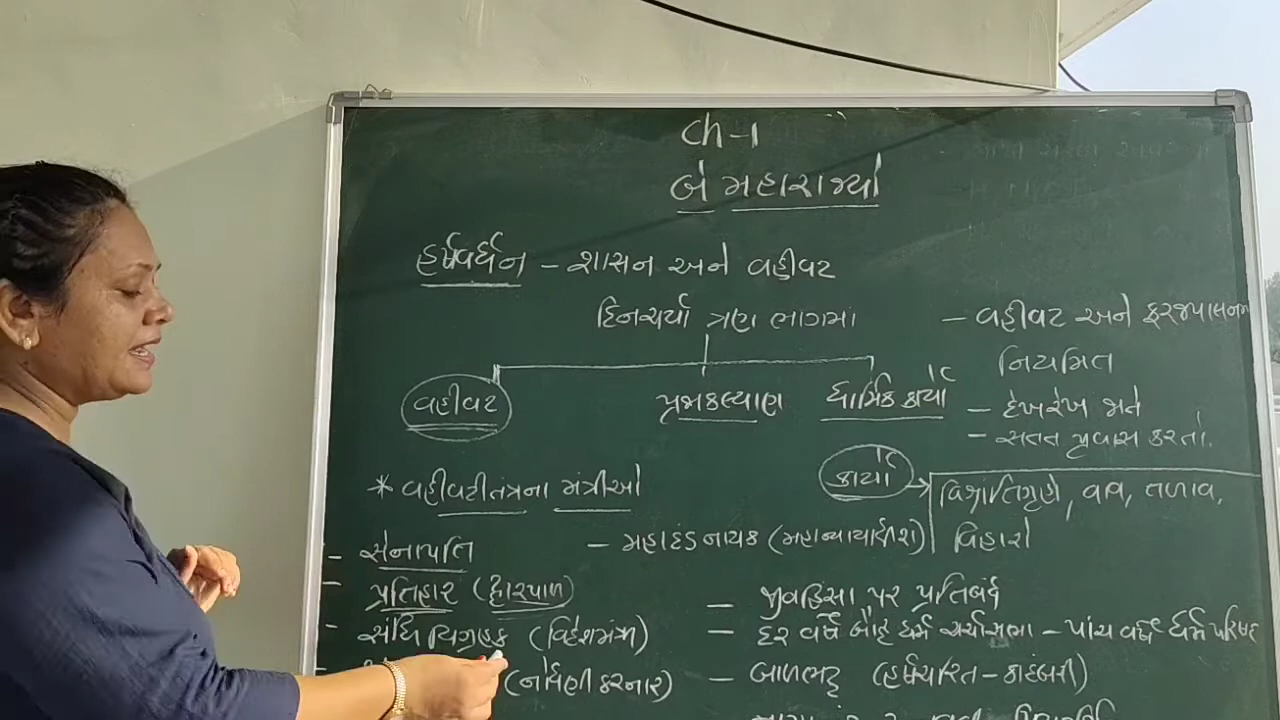 Ch-1
બે મહારાજ્યો
હર્ષવર્ધન - શાસન અને વહીવટ
દિનચર્યા ત્રણ ભાગમાં
વહીવટ
પ્રજાકલ્યાણ
ધાર્મિક કાર્યો
- વહીવટ અને ફરજપાલનમાં
નિયમિત
- દેખરેખ જાતે
- સતત પ્રવાસ કરતો.
કાર્યો
વિશ્રાંતિગૃહો, વાવ, તળાવ,
વિહારો
* વહીવટીતંત્રના મંત્રીઓ
- સેનાપતિ
- મહાદંડનાયક (મહાન્યાયાધીશ)
- પ્રતિહાર (દ્વારપાળ)
- સંધિ વિગ્રહક (વિદેશમંત્રી)
(નોંધણી કરનાર)
- જીવહિંસા પર પ્રતિબંધ
- દર વર્ષે બૌદ્ધ ધર્મ ચર્ચાસભા - પાંચ વર્ષે ધર્મ પરિષદ
- બાણભટ્ટ (હર્ષચરિત - કાદંબરી)